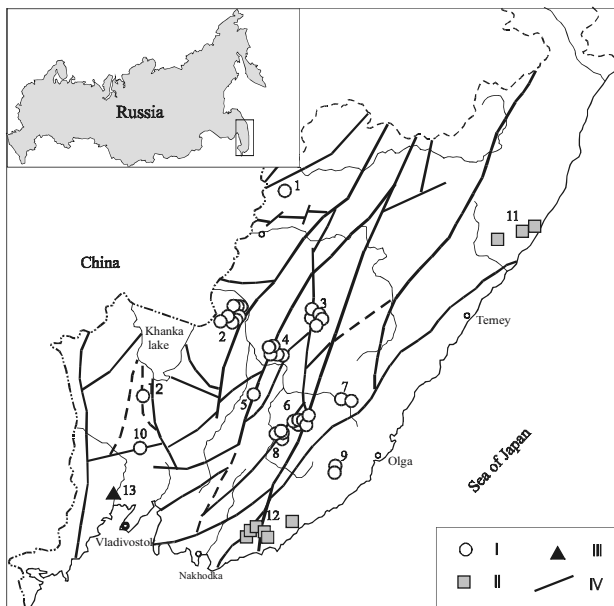 Russia
1
11
China
2
3
Khanka
lake
4
Terney
12
5
7
6
10
8
9
Olga
Sea of Japan
13
12
Vladivostok
Nakhodka
I
III
II
IV